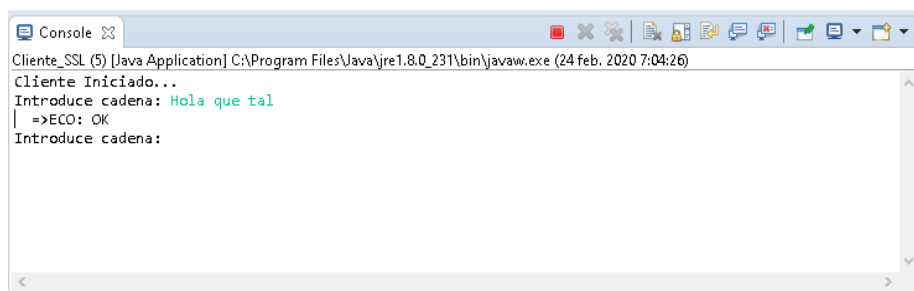 Console
Cliente_SSL (5) [Java Application] C:\Program Files\Java\jre1.8.0_231\bin\javaw.exe (24 feb. 2020 7:04:26)
Cliente Iniciado...
Introduce cadena: Hola que tal
=>ECO: OK
Introduce cadena: